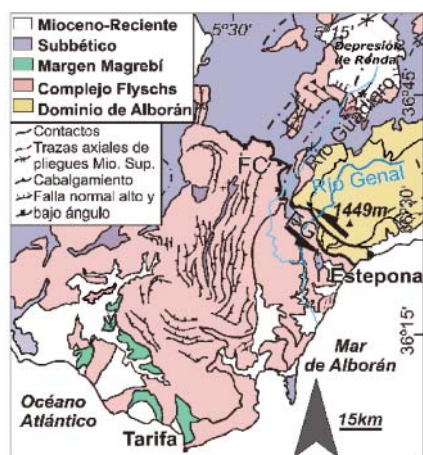 Mioceno-Reciente
Subbético
Margen Magrebí
Complejo Flyschs
Dominio de Alborán
Contactos
Trazas axiales de
pliegues Mio. Sup.
Cabalgamiento
Falla normal alto y
bajo ángulo
5°30'
5°15'
Depresión
de Ronda
36°45'
Río Guadiaro
FC
Río Genal
36°30'
1449m
FG
Estepona
36°15'
Mar
de Alborán
Océano
Atlántico
Tarifa
15km